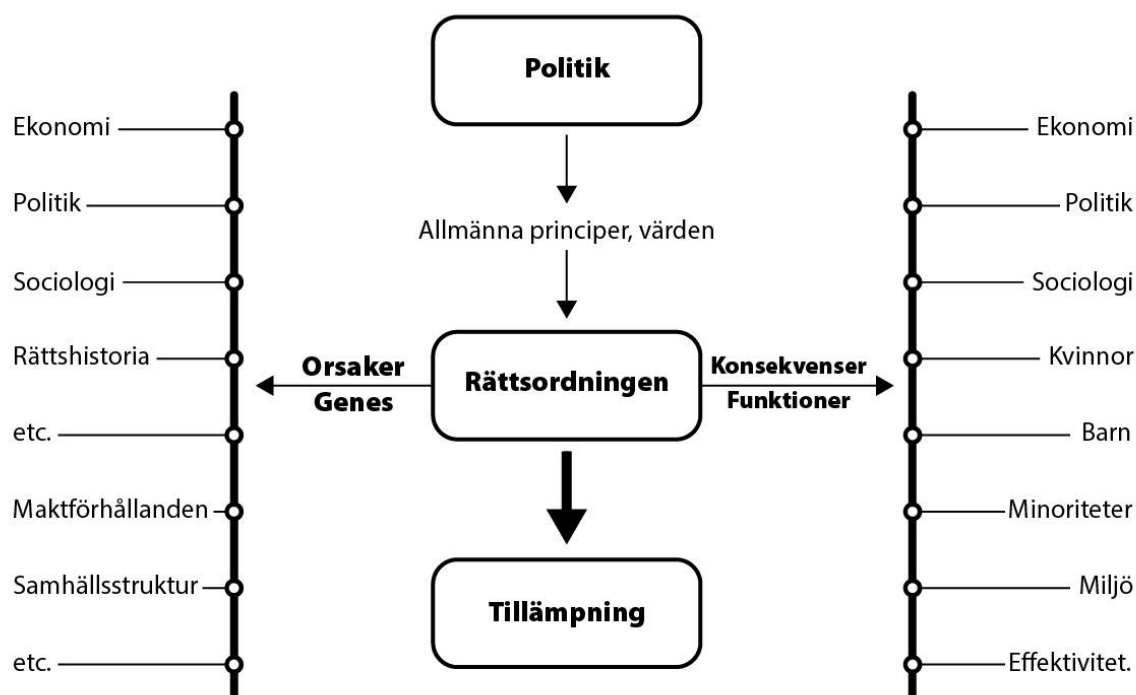 Politik
Ekonomi
Politik
Sociologi
Rättshistoria
etc.
Maktförhållanden
Samhällsstruktur
etc.
Allmänna principer, värden
Orsaker
Genes
Rättsordningen
Konsekvenser
Funktioner
Tillämpning
Ekonomi
Politik
Sociologi
Kvinnor
Barn
Minoriteter
Miljö
Effektivitet.